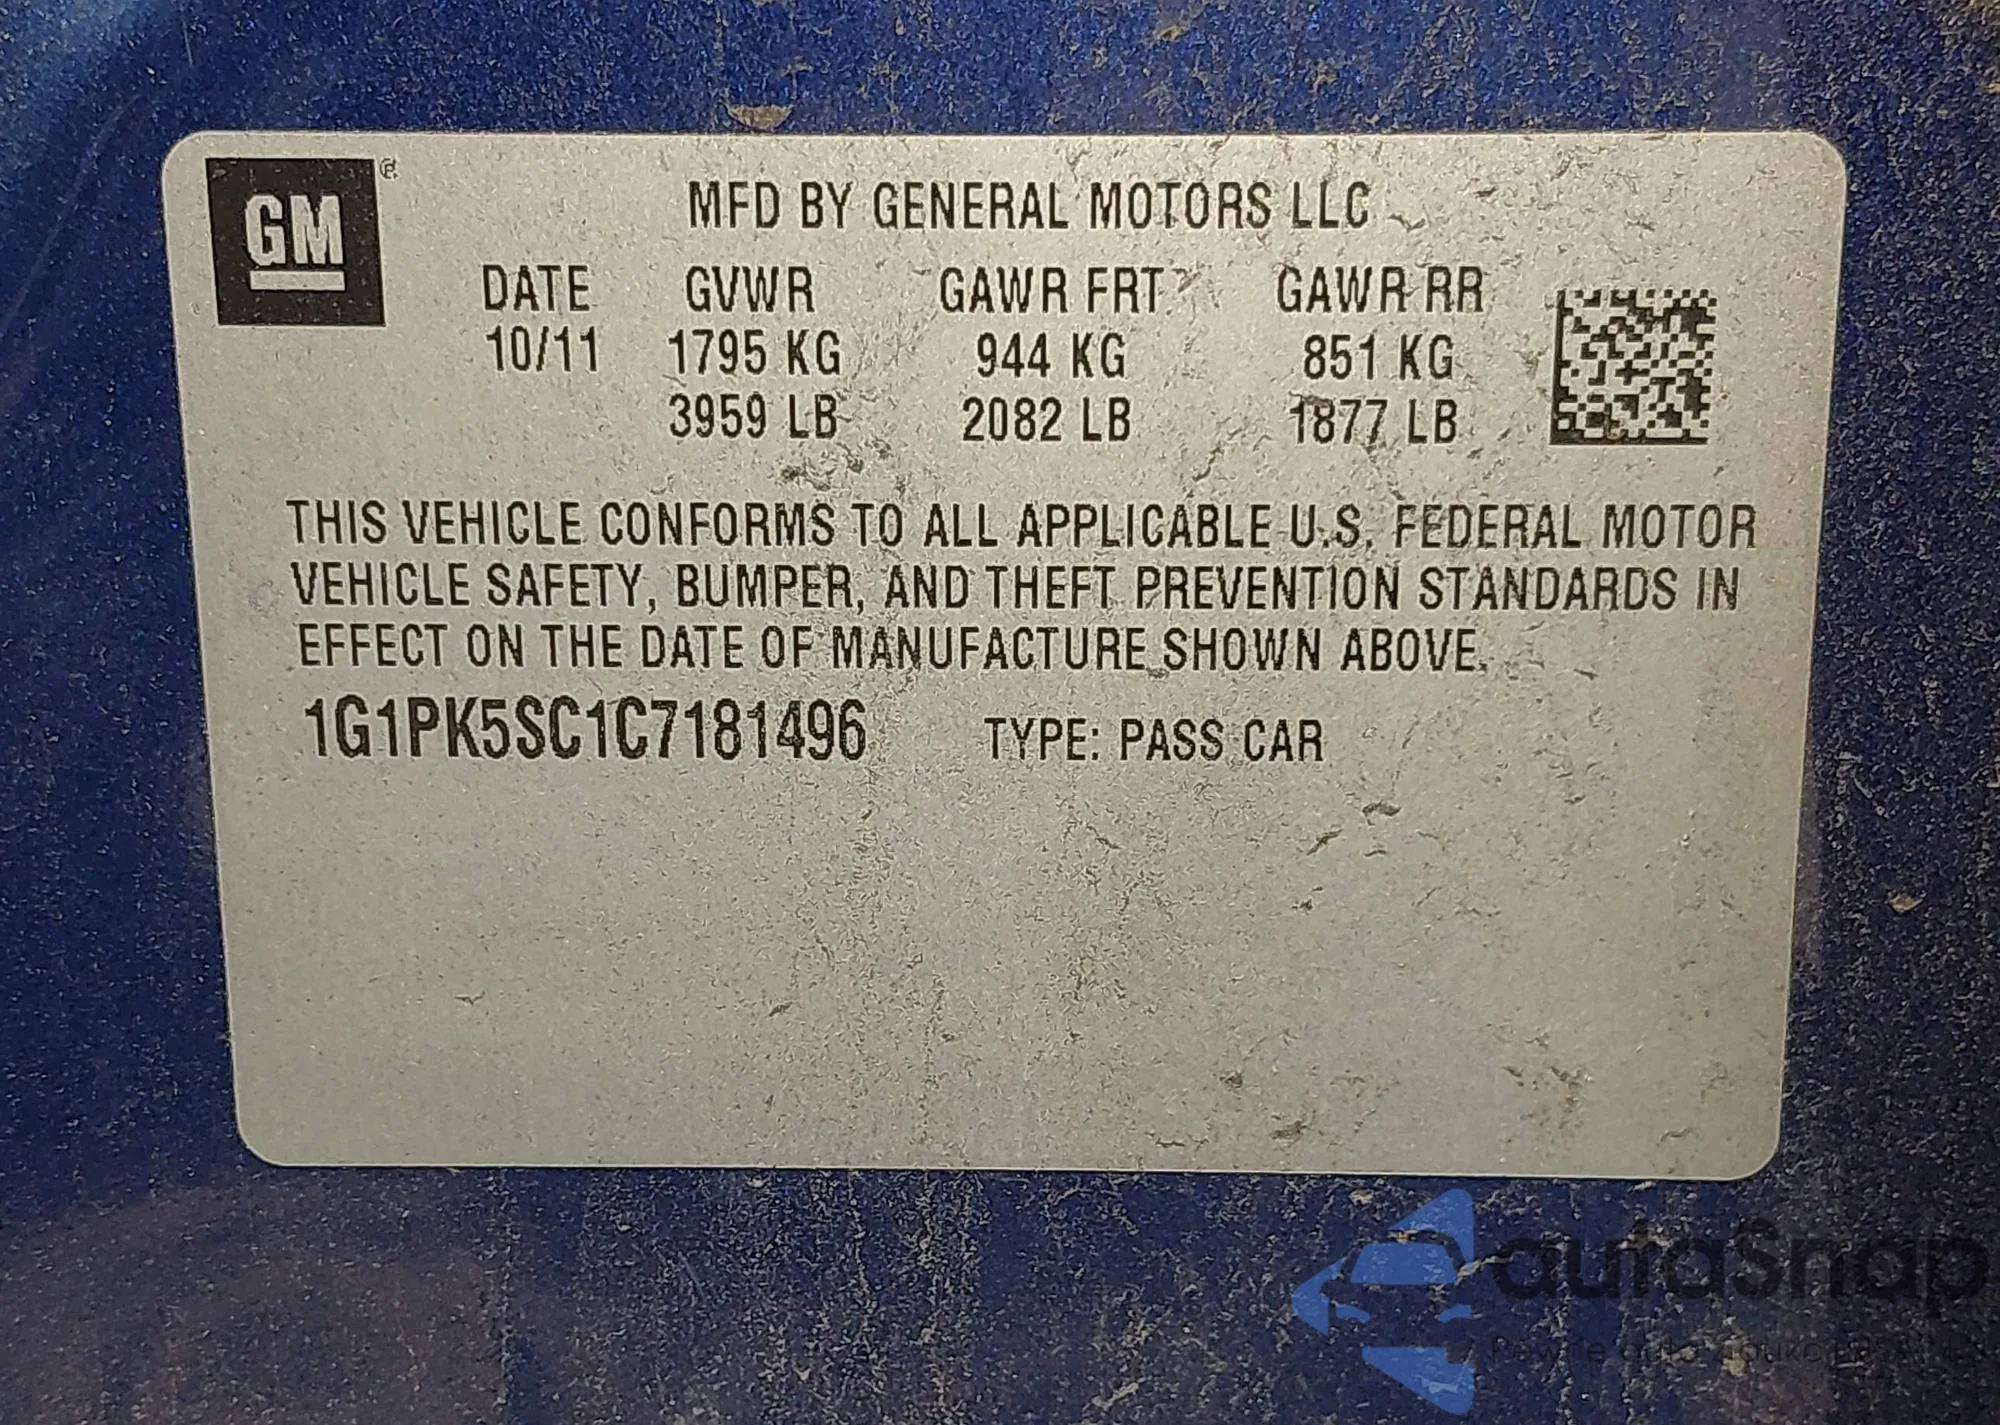 GM
MFD BY GENERAL MOTORS LLC
DATE GVWR GAWR FRT GAWR RR
10/11 1795 KG 944 KG 851 KG
3959 LB 2082 LB 1877 LB
THIS VEHICLE CONFORMS TO ALL APPLICABLE U.S. FEDERAL MOTOR
VEHICLE SAFETY, BUMPER, AND THEFT PREVENTION STANDARDS IN
EFFECT ON THE DATE OF MANUFACTURE SHOWN ABOVE.
1G1PK5SC1C7181496 TYPE: PASS CAR
auraSnap